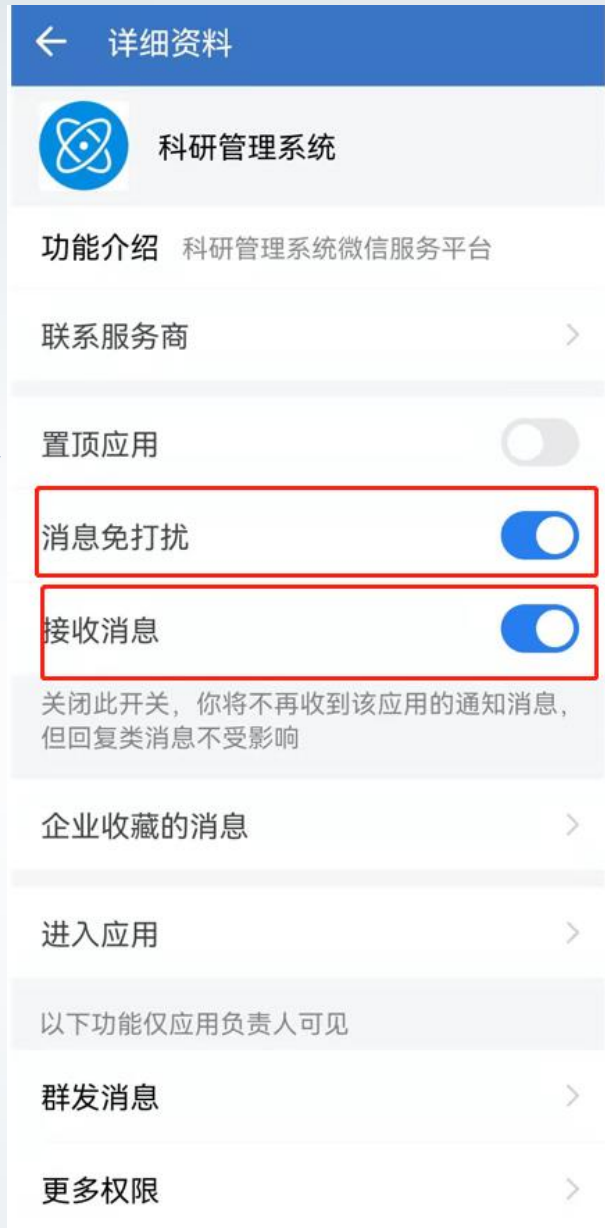 详细资料
科研管理系统
功能介绍 科研管理系统微信服务平台
联系服务商
置顶应用
消息免打扰
接收消息
关闭此开关，你将不再收到该应用的通知消息，
但回复类消息不受影响
企业收藏的消息
进入应用
以下功能仅应用负责人可见
群发消息
更多权限